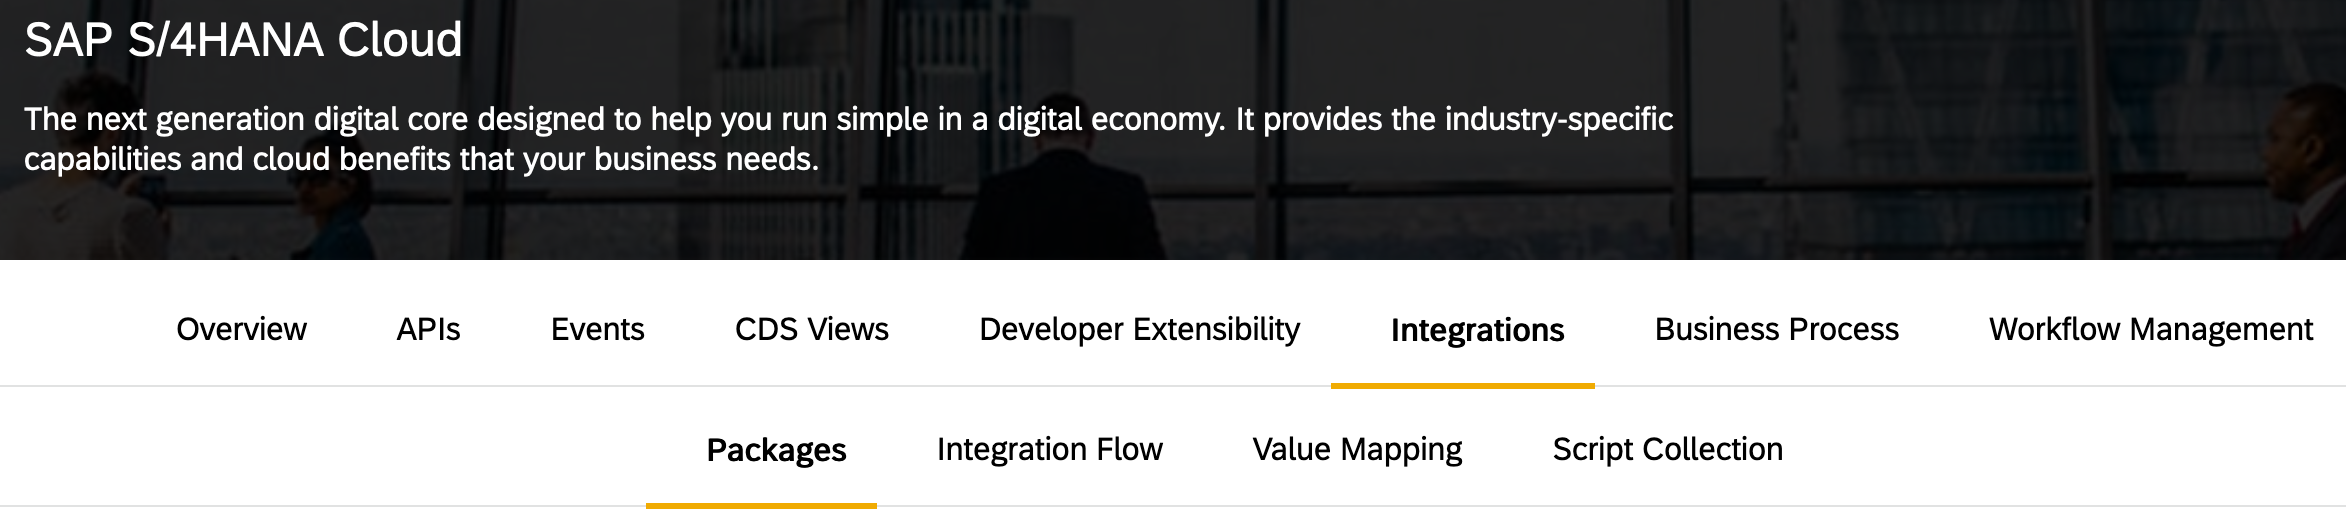 SAP S/4HANA Cloud
The next generation digital core designed to help you run simple in a digital economy. It provides the industry-specific
capabilities and cloud benefits that your business needs.
Overview APIs Events CDS Views Developer Extensibility Integrations Business Process Workflow Management
Packages Integration Flow Value Mapping Script Collection